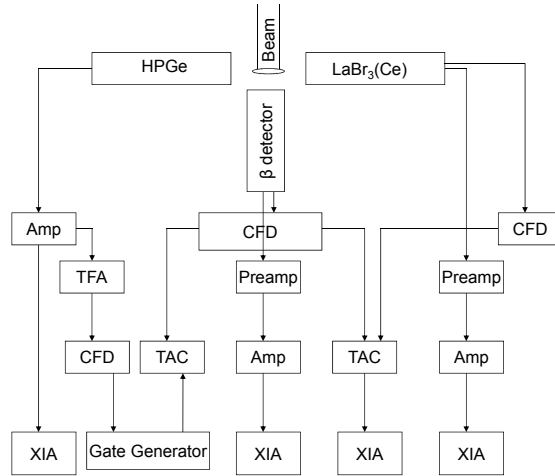 Beam
HPGe
LaBr₃(Ce)
β detector
Amp
CFD
CFD
TFA
Preamp
Preamp
CFD
TAC
Amp
TAC
Amp
XIA
Gate Generator
XIA
XIA
XIA